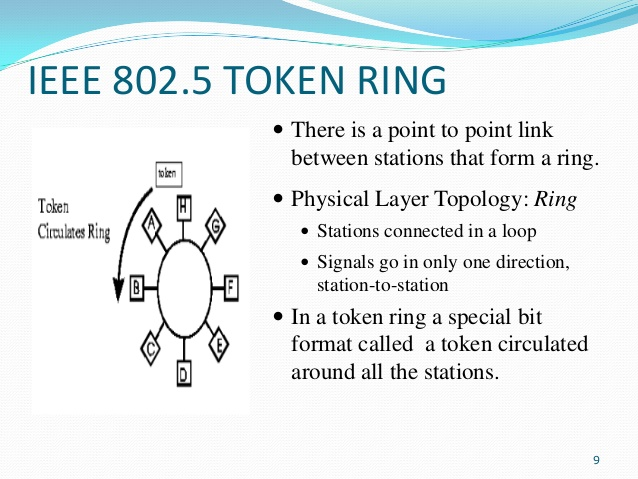 IEEE 802.5 TOKEN RING
token
Token
Circulates Ring
H
A
G
B
F
C
E
D
• There is a point to point link
between stations that form a ring.
• Physical Layer Topology: Ring
• Stations connected in a loop
• Signals go in only one direction,
station-to-station
• In a token ring a special bit
format called a token circulated
around all the stations.
9